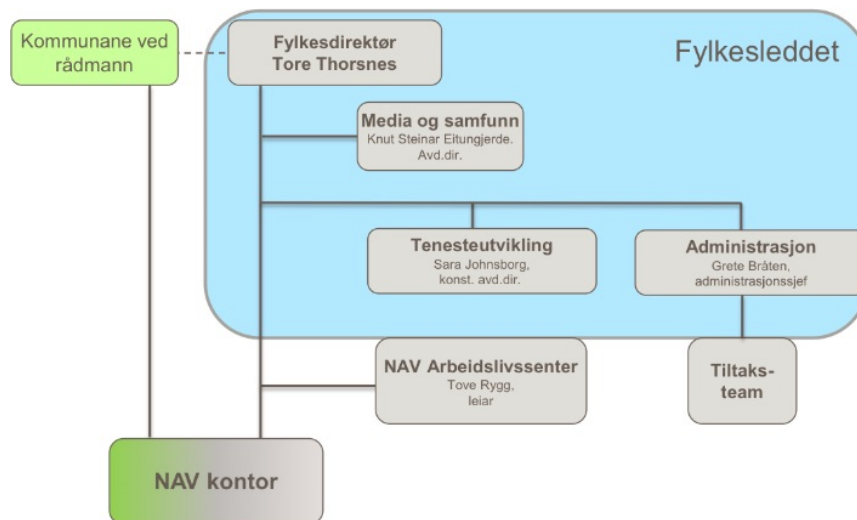 Kommunane ved
rådmann
Fylkesdirektør
Tore Thorsnes
Fylkesleddet
Media og samfunn
Knut Steinar Eitungjerde.
Avd.dir.
Tenesteutvikling
Sara Johnsborg,
konst. avd.dir.
Administrasjon
Grete Bråten,
administrasjonssjef
NAV Arbeidslivssenter
Tove Rygg,
leiar
Tiltaks-
team
NAV kontor